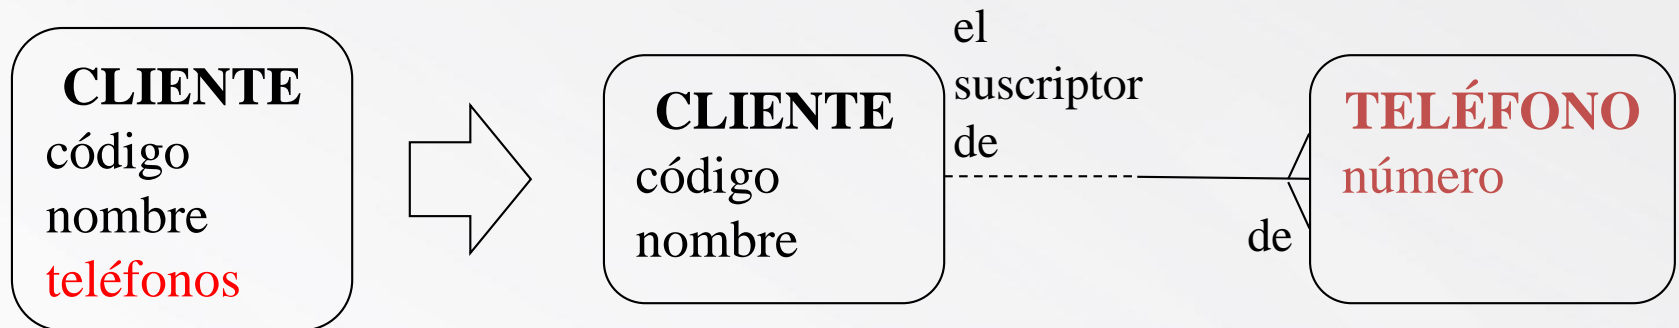 CLIENTE
código
nombre
teléfonos
CLIENTE
código
nombre
el
suscriptor
de
de
TELÉFONO
número